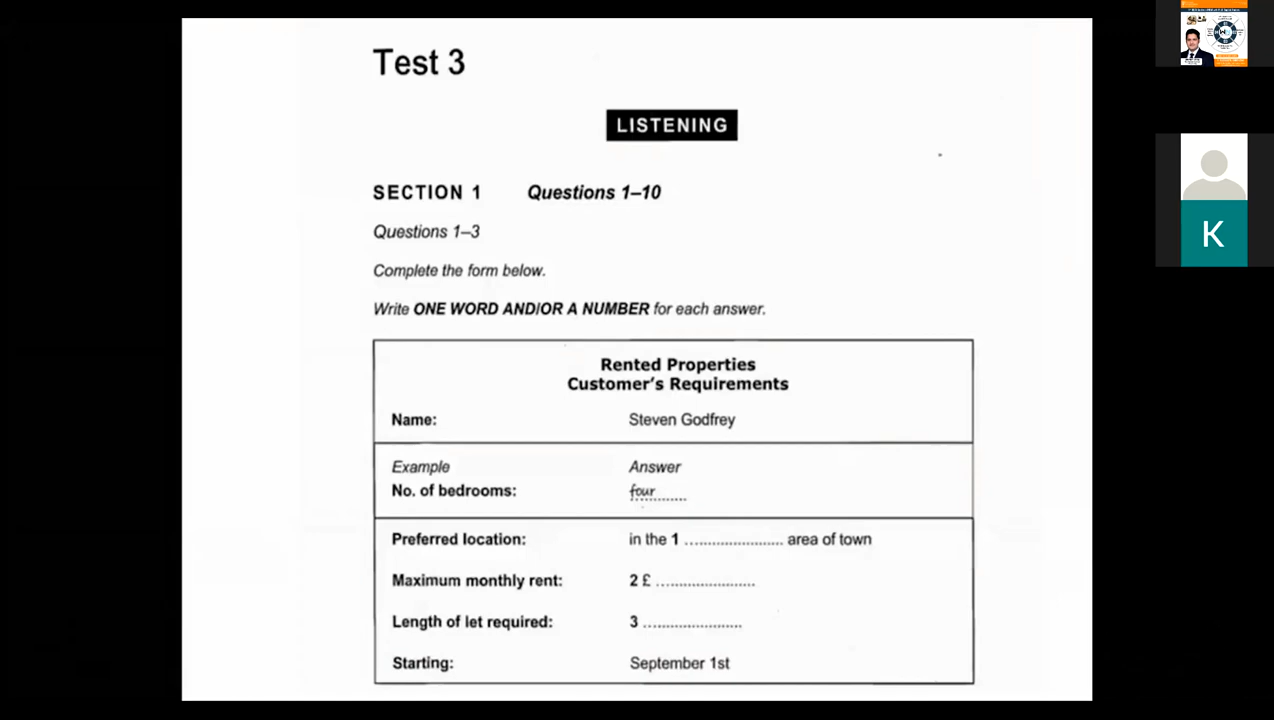 Test 3
LISTENING
SECTION 1 Questions 1–10
Questions 1–3
Complete the form below.
Write ONE WORD AND/OR A NUMBER for each answer.
Rented Properties
Customer's Requirements
Name: Steven Godfrey
Example Answer
No. of bedrooms: four
Preferred location: in the 1 ........................ area of town
Maximum monthly rent: 2 £ ........................
Length of let required: 3 ........................
Starting: September 1st
K